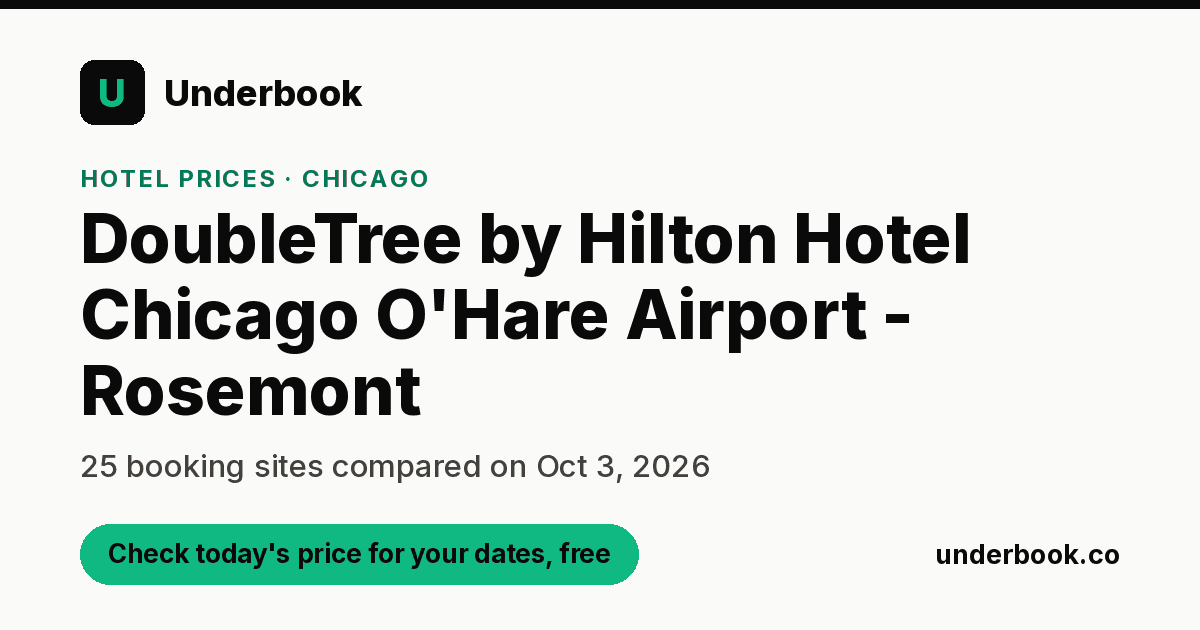 U
Underbook
HOTEL PRICES · CHICAGO
DoubleTree by Hilton Hotel
Chicago O'Hare Airport -
Rosemont
25 booking sites compared on Oct 3, 2026
Check today's price for your dates, free
underbook.co